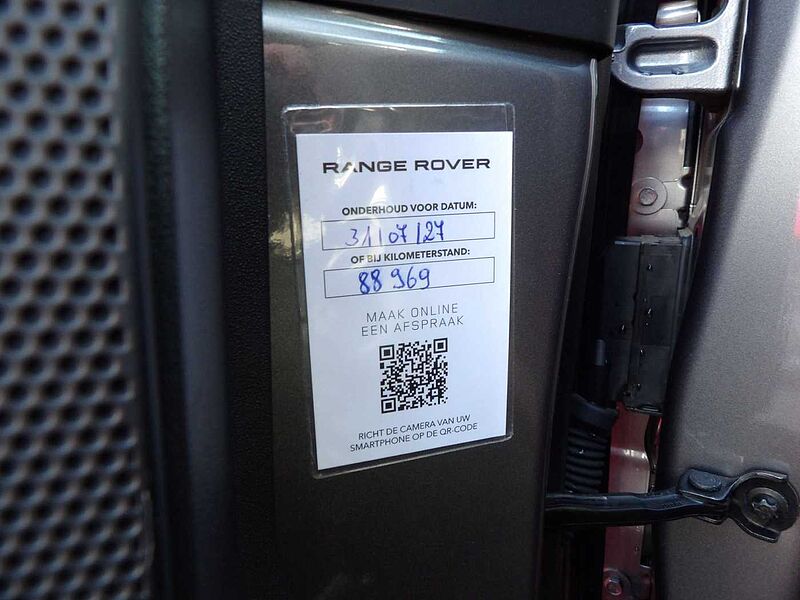 RANGE ROVER
ONDERHOUD VOOR DATUM:
31/07/27
OF BIJ KILOMETERSTAND:
88 969
MAAK ONLINE
EEN AFSPRAAK
RICHT DE CAMERA VAN UW
SMARTPHONE OP DE QR-CODE